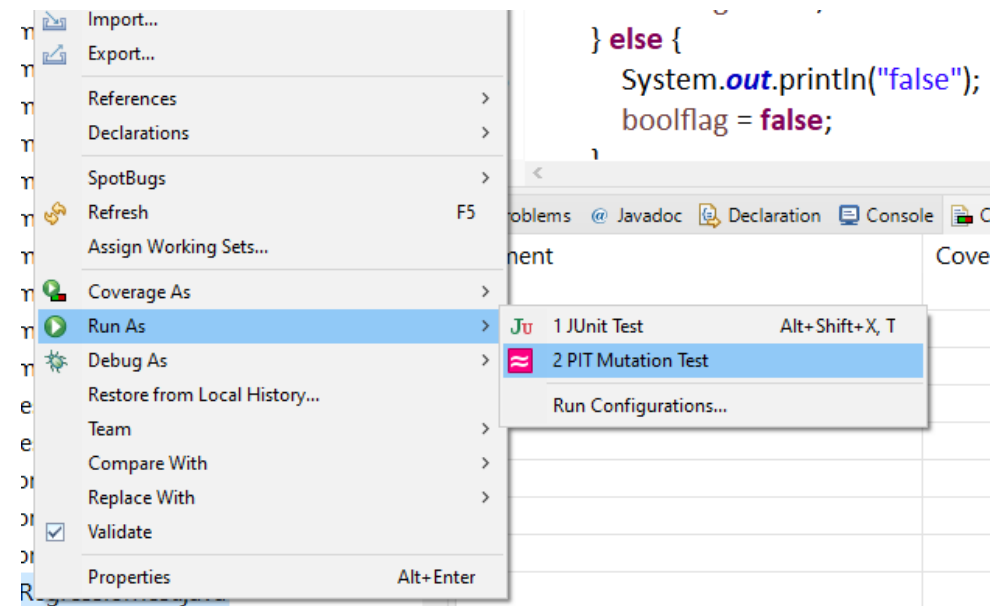 Import...
Export...
References
Declarations
SpotBugs
Refresh F5
Assign Working Sets...
Coverage As
Run As
Debug As
Restore from Local History...
Team
Compare With
Replace With
Validate
Properties Alt+Enter
1 JUnit Test Alt+Shift+X, T
2 PIT Mutation Test
Run Configurations...
} else {
System.out.println("false");
boolflag = false;
oblems @ Javadoc Declaration Console C
nent Cove